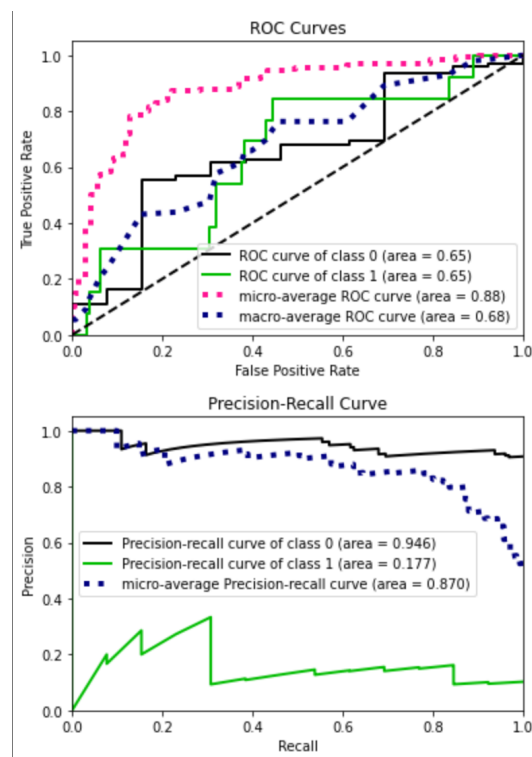 ROC Curves
True Positive Rate
1.0
0.8
0.6
0.4
0.2
0.0
ROC curve of class 0 (area = 0.65)
ROC curve of class 1 (area = 0.65)
micro-average ROC curve (area = 0.88)
macro-average ROC curve (area = 0.68)
0.0 0.2 0.4 0.6 0.8 1.0
False Positive Rate
Precision-Recall Curve
Precision
1.0
0.8
0.6
0.4
0.2
0.0
Precision-recall curve of class 0 (area = 0.946)
Precision-recall curve of class 1 (area = 0.177)
micro-average Precision-recall curve (area = 0.870)
0.0 0.2 0.4 0.6 0.8 1.0
Recall